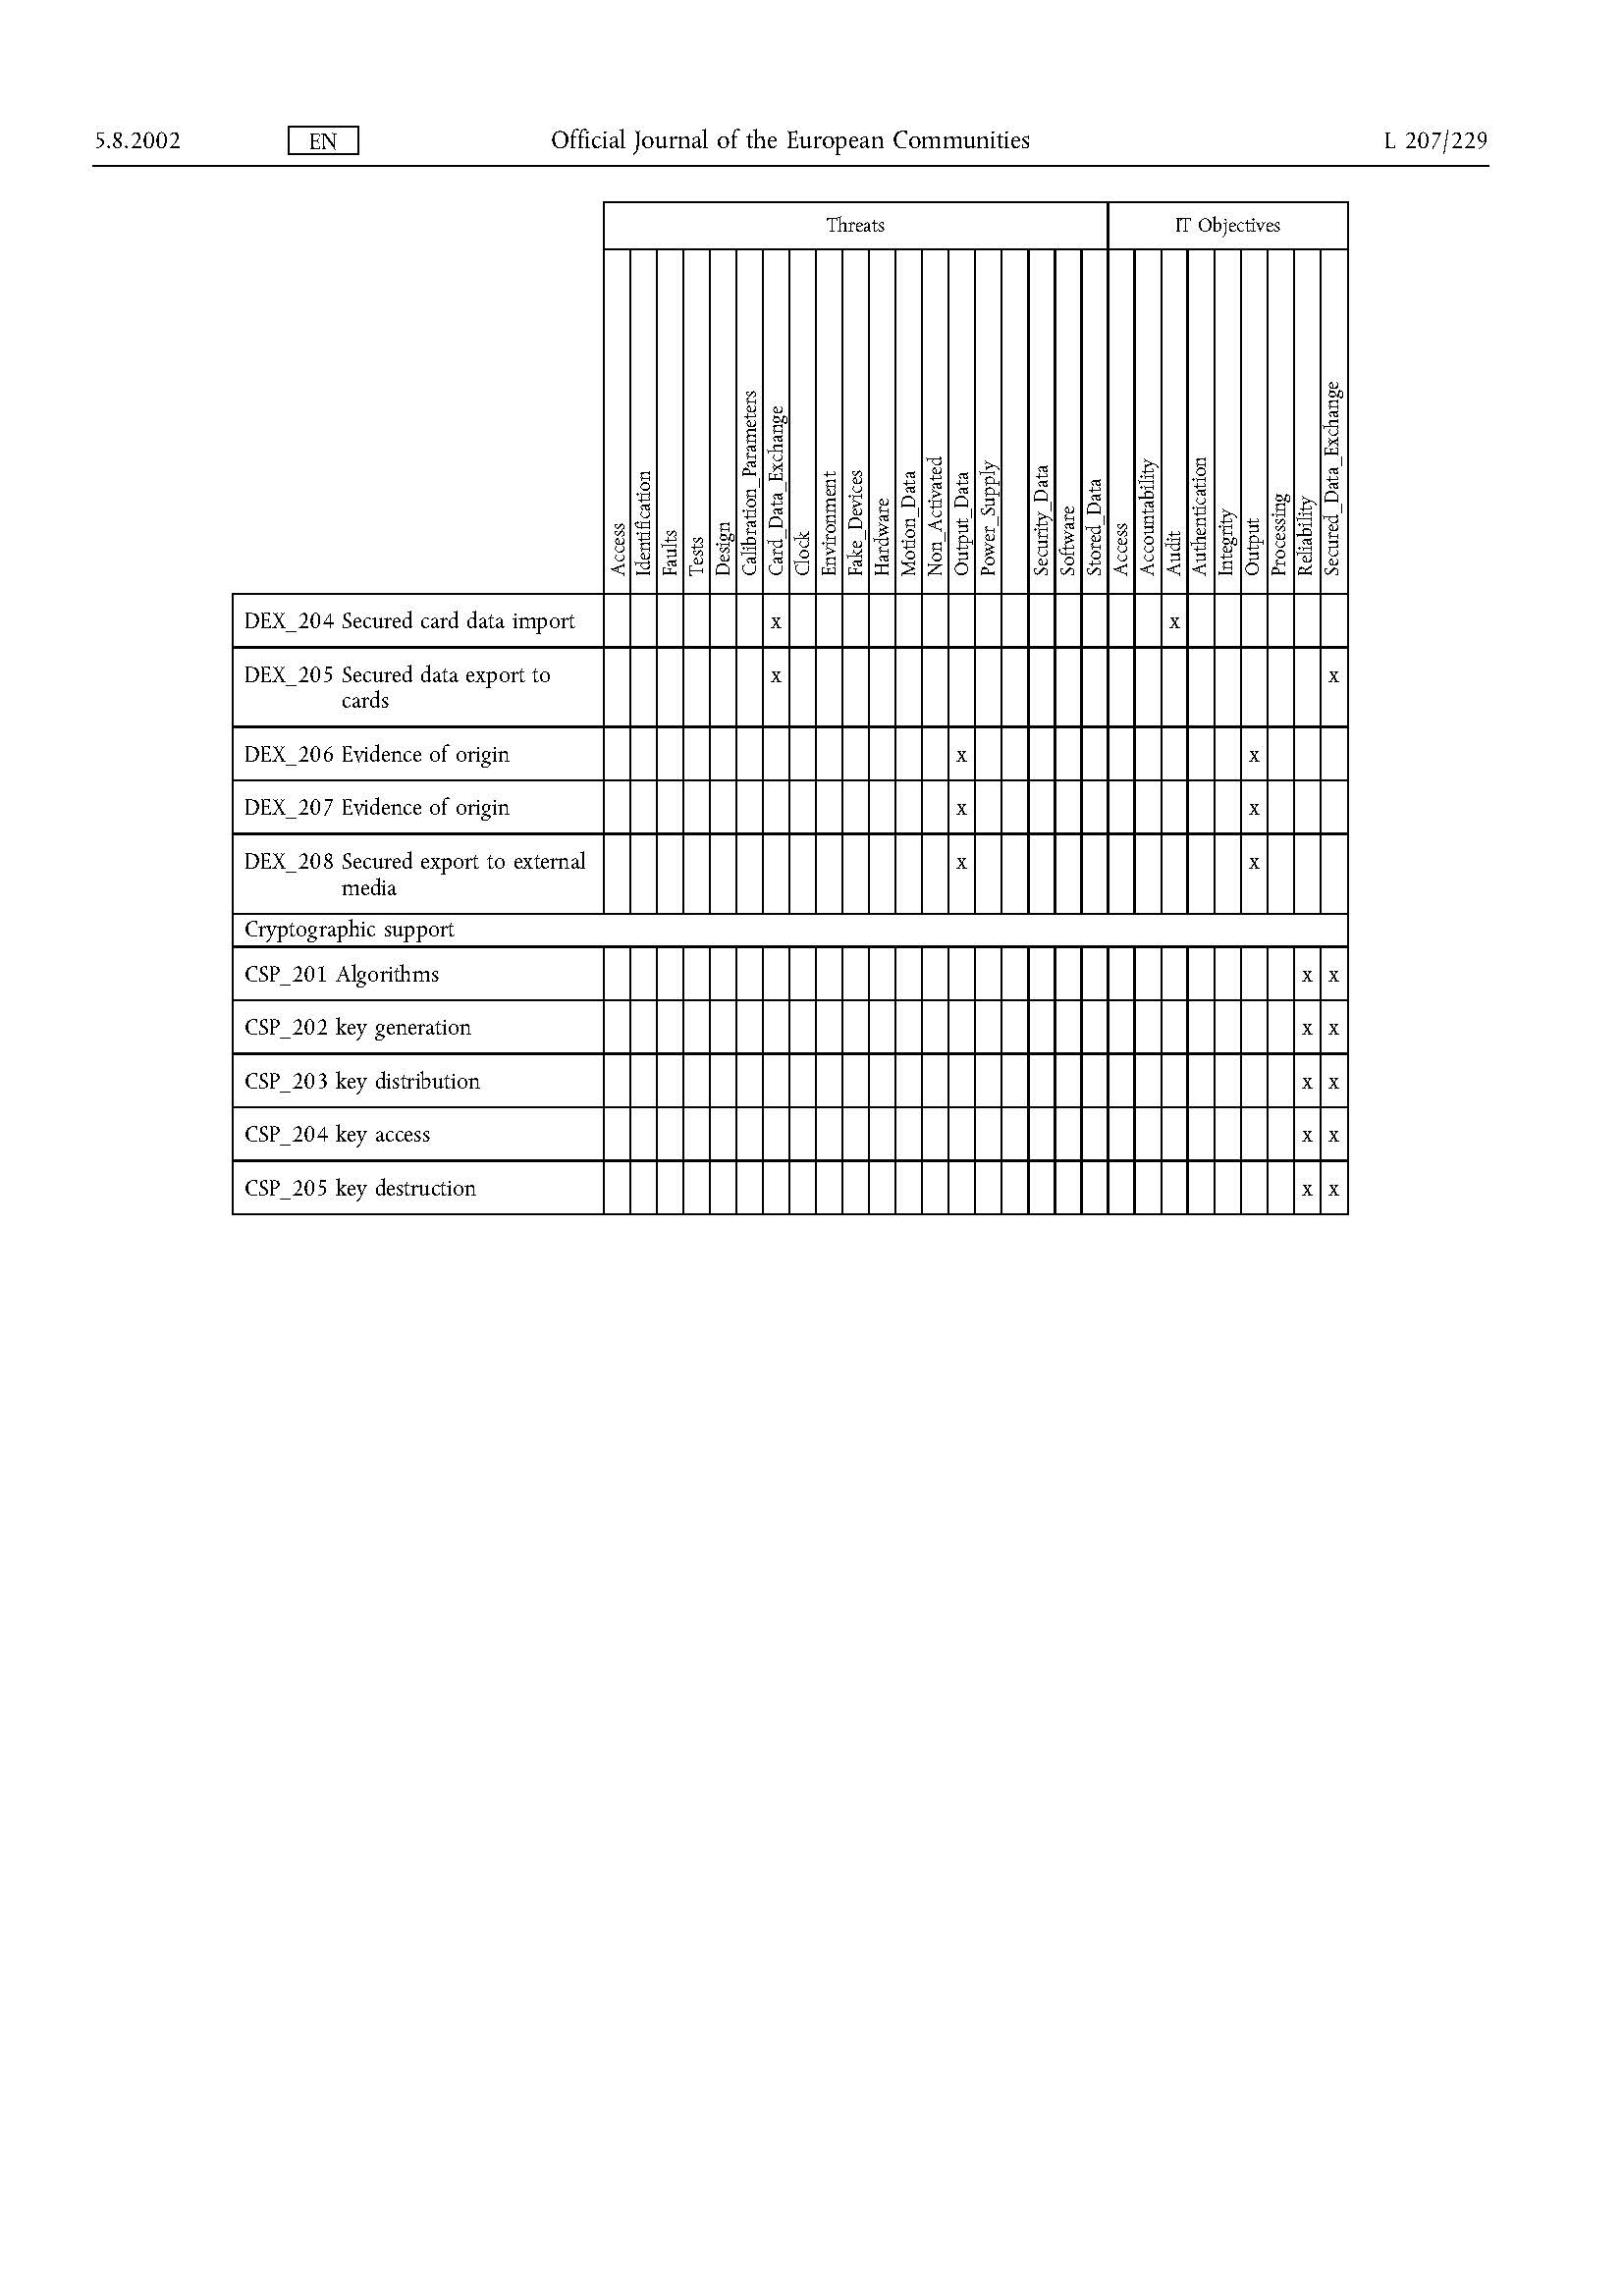 5.8.2002 EN Official Journal of the European Communities L 207/229
Threats IT Objectives
Access
Identification
Faults
Tests
Design
Calibration_Parameters
Card_Data_Exchange
Clock
Environment
Fake_Devices
Hardware
Motion_Data
Non_Activated
Output_Data
Power_Supply
Security_Data
Software
Stored_Data
Access
Accountability
Audit
Authentication
Integrity
Output
Processing
Reliability
Secured_Data_Exchange
DEX_204 Secured card data import x x
DEX_205 Secured data export to x x
cards
DEX_206 Evidence of origin x x
DEX_207 Evidence of origin x x
DEX_208 Secured export to external x x
media
Cryptographic support
CSP_201 Algorithms x x
CSP_202 key generation x x
CSP_203 key distribution x x
CSP_204 key access x x
CSP_205 key destruction x x